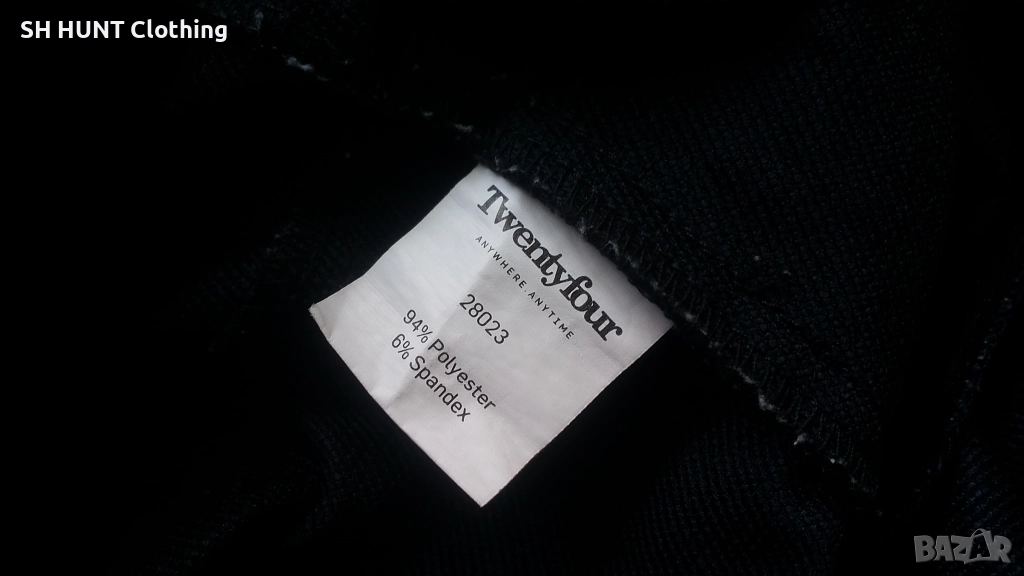 SH HUNT Clothing
Twentyfour
ANYWHERE.ANYTIME
28023
94% Polyester
6% Spandex
BAZAR